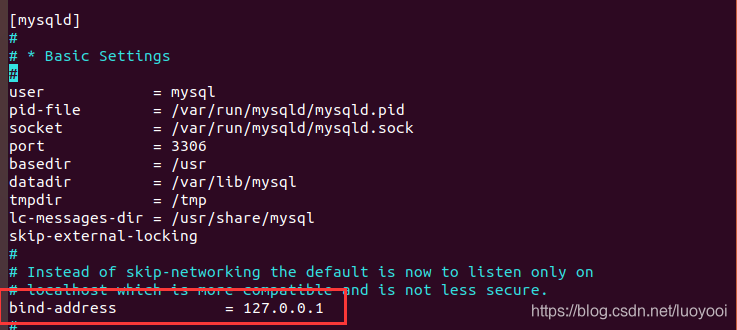 [mysqld]
#
# * Basic Settings
#
user = mysql
pid-file = /var/run/mysqld/mysqld.pid
socket = /var/run/mysqld/mysqld.sock
port = 3306
basedir = /usr
datadir = /var/lib/mysql
tmpdir = /tmp
lc-messages-dir = /usr/share/mysql
skip-external-locking
#
# Instead of skip-networking the default is now to listen only on
# localhost which is more compatible and is not less secure.
bind-address = 127.0.0.1
https://blog.csdn.net/luoyooi
#